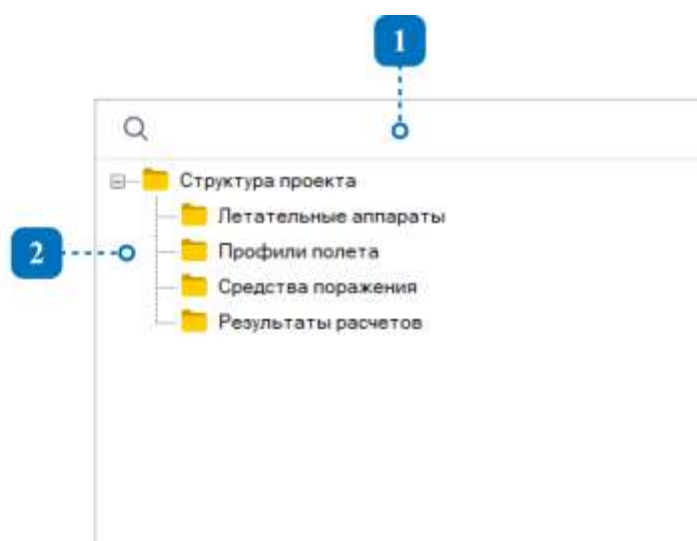 1
Структура проекта
Летательные аппараты
2
Профили полета
Средства поражения
Результаты расчетов